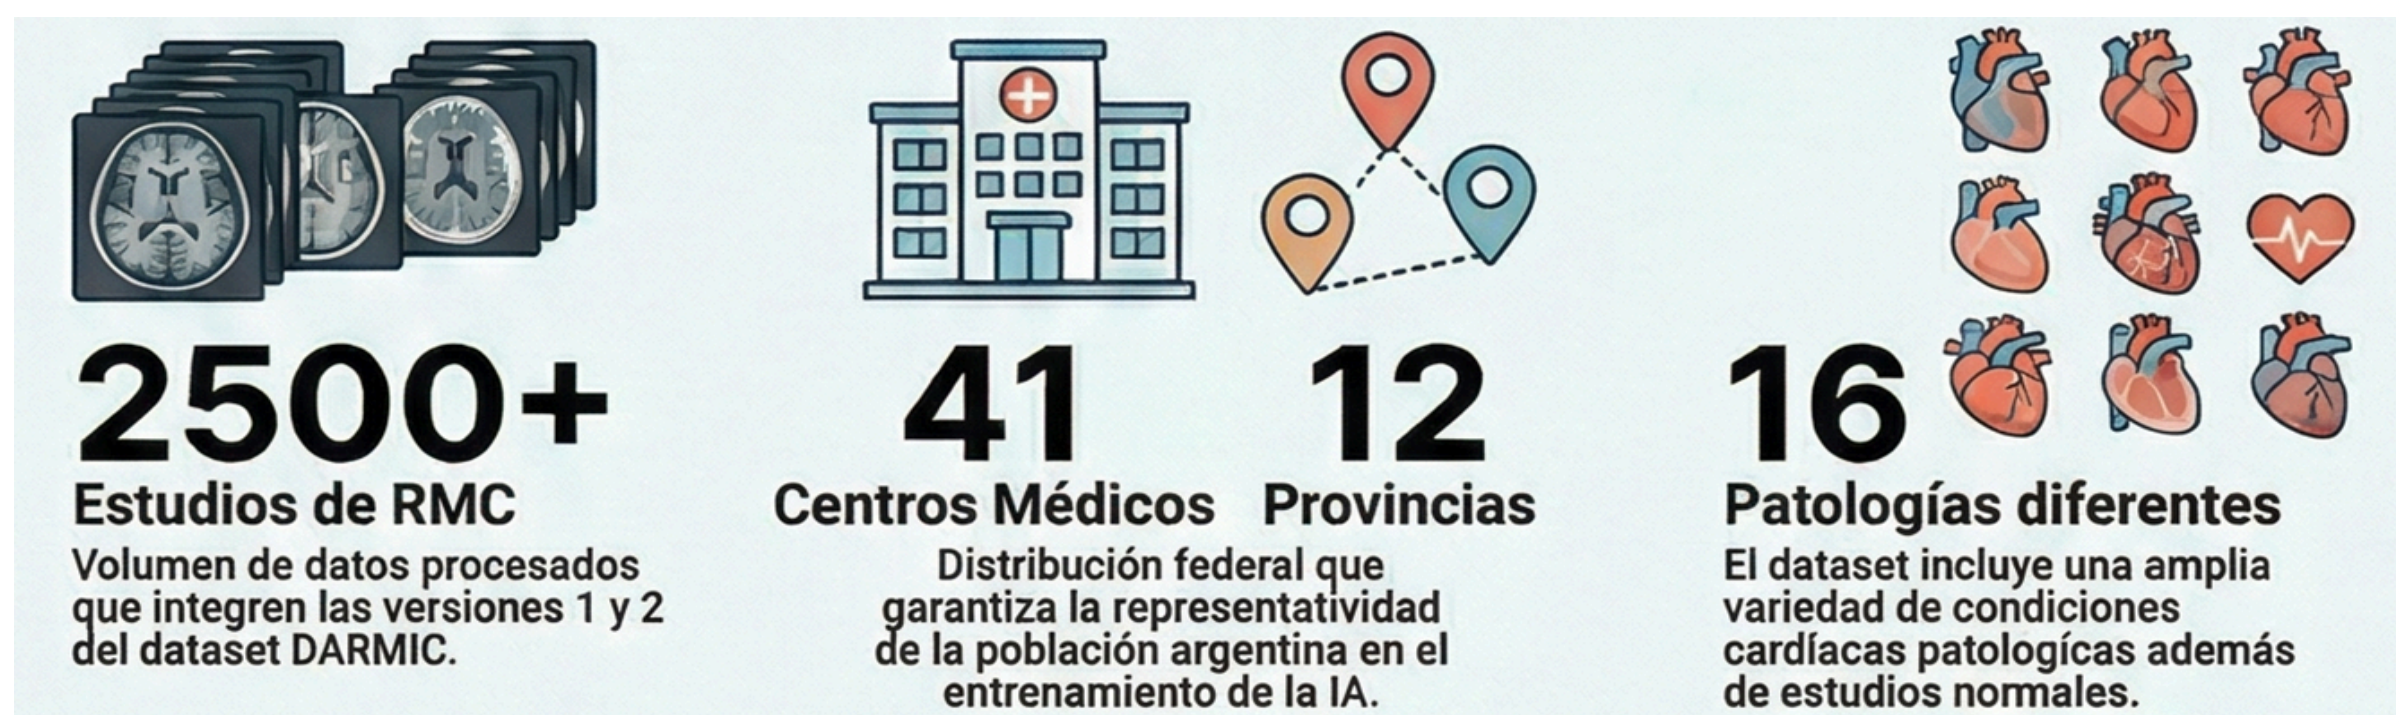 2500+
Estudios de RMC
Volumen de datos procesados
que integren las versiones 1 y 2
del dataset DARMIC.
41
Centros Médicos
12
Provincias
Distribución federal que
garantiza la representatividad
de la población argentina en el
entrenamiento de la IA.
16
Patologías diferentes
El dataset incluye una amplia
variedad de condiciones
cardíacas patologícas además
de estudios normales.